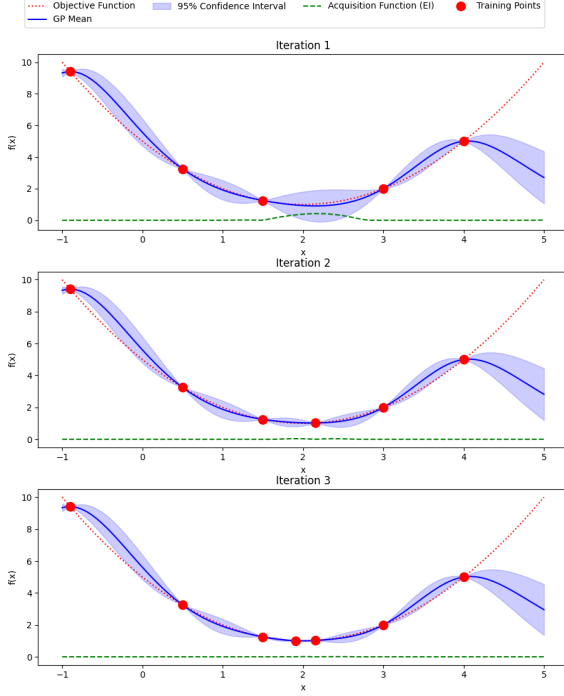 Objective Function 95% Confidence Interval Acquisition Function (EI) Training Points
GP Mean
Iteration 1
10
8
6
4
2
0
f(x)
−1 0 1 2 3 4 5
x
Iteration 2
10
8
6
4
2
0
f(x)
−1 0 1 2 3 4 5
x
Iteration 3
10
8
6
4
2
0
f(x)
−1 0 1 2 3 4 5
x